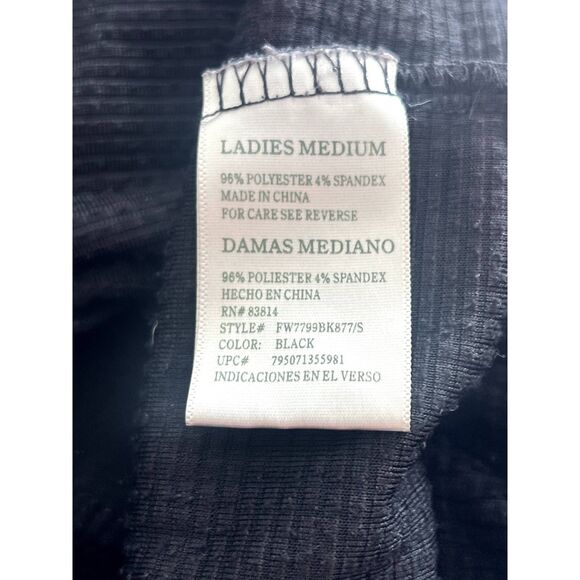 LADIES MEDIUM
96% POLYESTER 4% SPANDEX
MADE IN CHINA
FOR CARE SEE REVERSE
DAMAS MEDIANO
96% POLIESTER 4% SPANDEX
HECHO EN CHINA
RN# 83814
STYLE# FW7799BK877/S
COLOR: BLACK
UPC# 795071355981
INDICACIONES EN EL VERSO